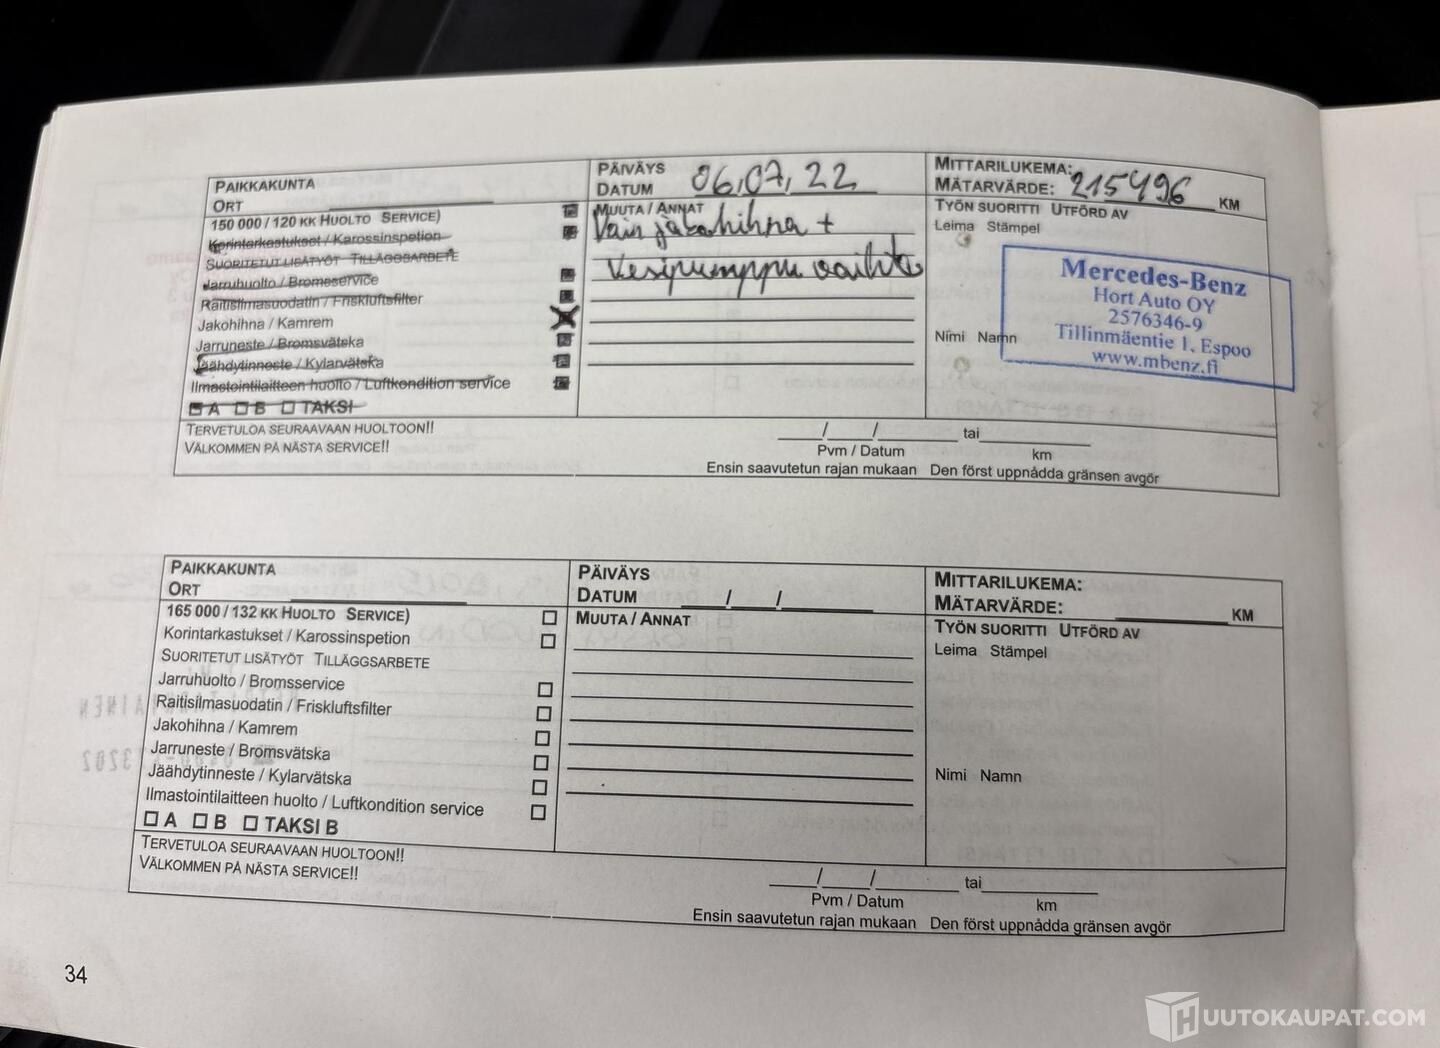 PAIKKAKUNTA
ORT
PÄIVÄYS
DATUM 06,07,22
MITTARILUKEMA:
MÄTARVÄRDE: 215496 KM
150 000 / 120 KK HUOLTO SERVICE)
Korintarkastukset / Karossinspetion
SUORITETUT LISÄTYÖT TILLÄGGSARBETE
Jarruhuolto / Bromsservice
Raitisilmasuodatin / Friskluftsfilter
Jakohihna / Kamrem
Jarruneste / Bromsvätska
Jäähdytinneste / Kylarvätska
Ilmastointilaitteen huolto / Luftkondition service
A B TAKSI
MUUTA / ANNAT
Vain jakohihna +
Vesipumppu vaihto
TYÖN SUORITTI UTFÖRD AV
Leima Stämpel
Mercedes-Benz
Hort Auto OY
2576346-9
Tillinmäentie 1, Espoo
www.mbenz.fi
Nimi Namn
TERVETULOA SEURAAVAAN HUOLTOON!!
VÄLKOMMEN PÅ NÄSTA SERVICE!!
/ / tai
Pvm / Datum km
Ensin saavutetun rajan mukaan Den först uppnådda gränsen avgör
PAIKKAKUNTA
ORT
PÄIVÄYS
DATUM / /
MITTARILUKEMA:
MÄTARVÄRDE: KM
165 000 / 132 KK HUOLTO SERVICE)
Korintarkastukset / Karossinspetion
SUORITETUT LISÄTYÖT TILLÄGGSARBETE
Jarruhuolto / Bromsservice
Raitisilmasuodatin / Friskluftsfilter
Jakohihna / Kamrem
Jarruneste / Bromsvätska
Jäähdytinneste / Kylarvätska
Ilmastointilaitteen huolto / Luftkondition service
A B TAKSI B
MUUTA / ANNAT
TYÖN SUORITTI UTFÖRD AV
Leima Stämpel
Nimi Namn
TERVETULOA SEURAAVAAN HUOLTOON!!
VÄLKOMMEN PÅ NÄSTA SERVICE!!
/ / tai
Pvm / Datum km
Ensin saavutetun rajan mukaan Den först uppnådda gränsen avgör
34
HUUTOKAUPAT.COM